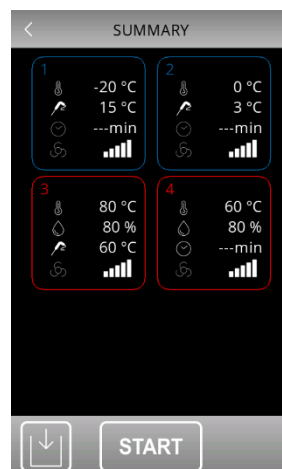 SUMMARY
1
-20 °C
15 °C
---min
2
0 °C
3 °C
---min
3
80 °C
80 %
60 °C
4
60 °C
80 %
---min
START